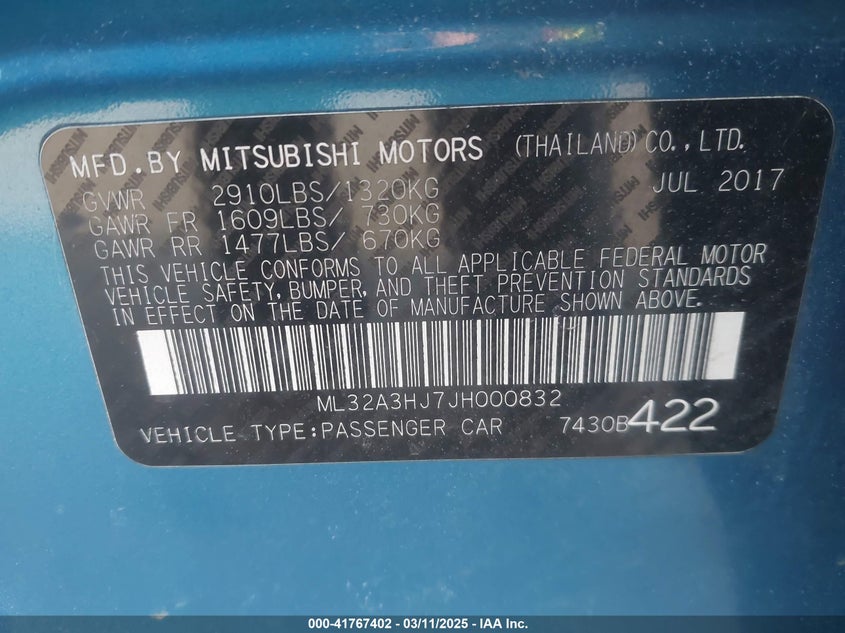 MFD.BY MITSUBISHI MOTORS (THAILAND) CO.,LTD.
GVWR 2910LBS/1320KG JUL 2017
GAWR FR 1609LBS/ 730KG
GAWR RR 1477LBS/ 670KG
THIS VEHICLE CONFORMS TO ALL APPLICABLE FEDERAL MOTOR
VEHICLE SAFETY, BUMPER, AND THEFT PREVENTION STANDARDS
IN EFFECT ON THE DATE OF MANUFACTURE SHOWN ABOVE.
ML32A3HJ7JH000832
VEHICLE TYPE:PASSENGER CAR 7430B422
000-41767402 - 03/11/2025 - IAA Inc.